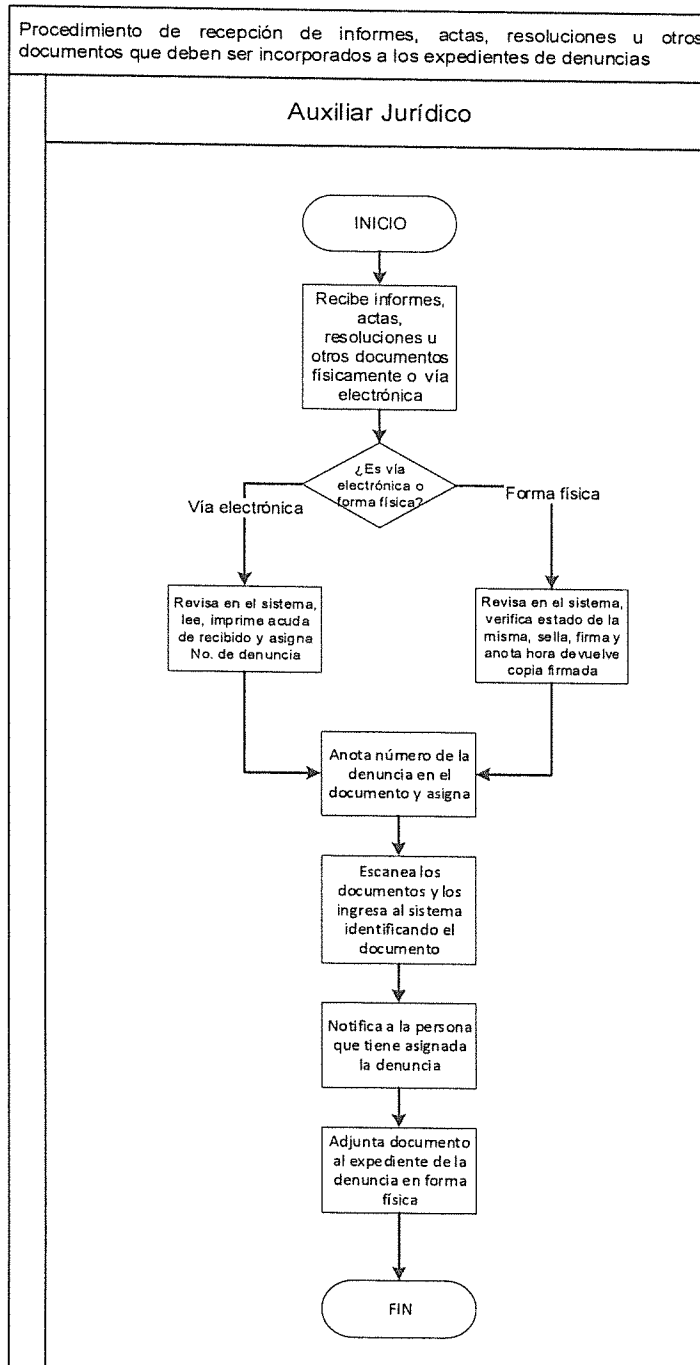 Procedimiento de recepción de informes, actas, resoluciones u otros
documentos que deben ser incorporados a los expedientes de denuncias
Auxiliar Jurídico
INICIO
Recibe informes,
actas,
resoluciones u
otros documentos
físicamente o vía
electrónica
¿Es vía
electrónica o
forma física?
Vía electrónica
Forma física
Revisa en el sistema,
lee, imprime acuda
de recibido y asigna
No. de denuncia
Revisa en el sistema,
verifica estado de la
misma, sella, firma y
anota hora devuelve
copia firmada
Anota número de la
denuncia en el
documento y asigna
Escanea los
documentos y los
ingresa al sistema
identificando el
documento
Notifica a la persona
que tiene asignada
la denuncia
Adjunta documento
al expediente de la
denuncia en forma
física
FIN